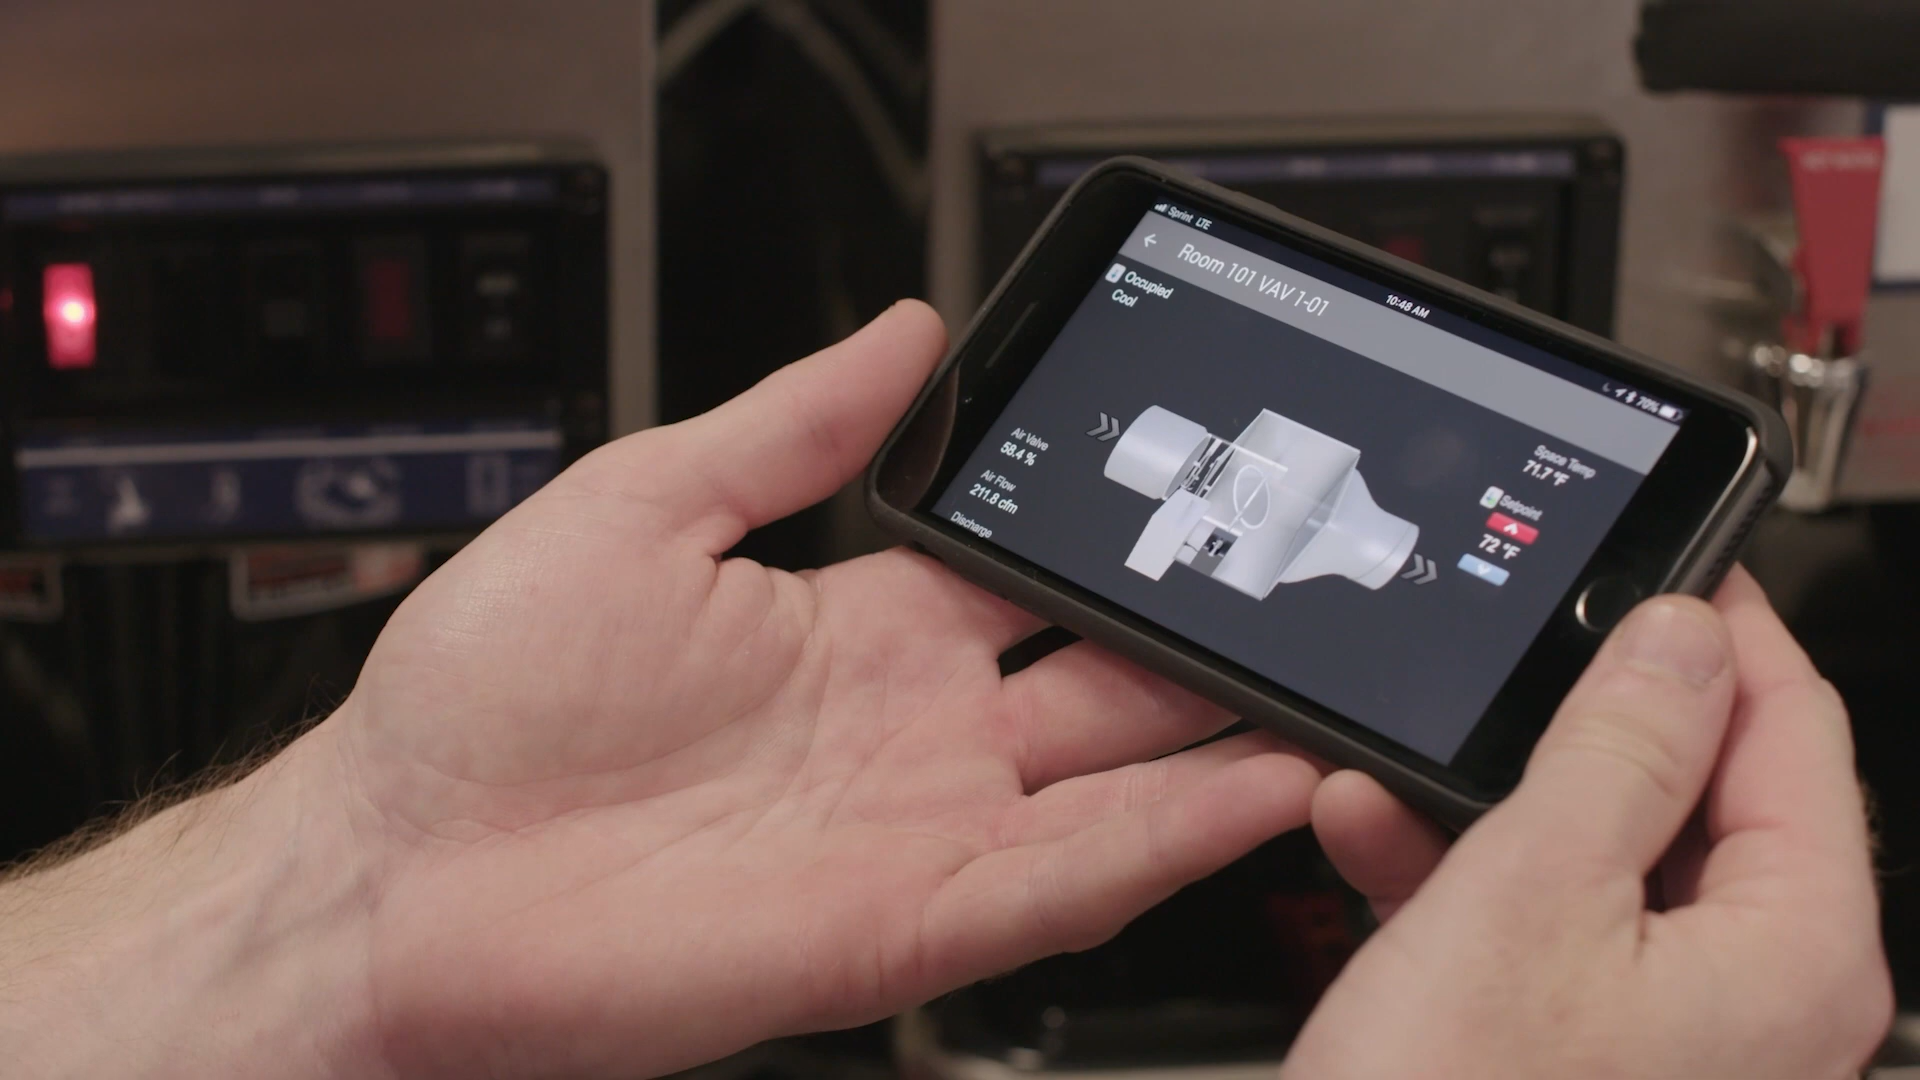 Sprint LTE
10:48 AM
70%
Room 101 VAV 1-01
Occupied
Cool
Air Valve
58.4 %
Air Flow
211.8 cfm
Discharge
Space Temp
71.7 °F
Setpoint
72 °F